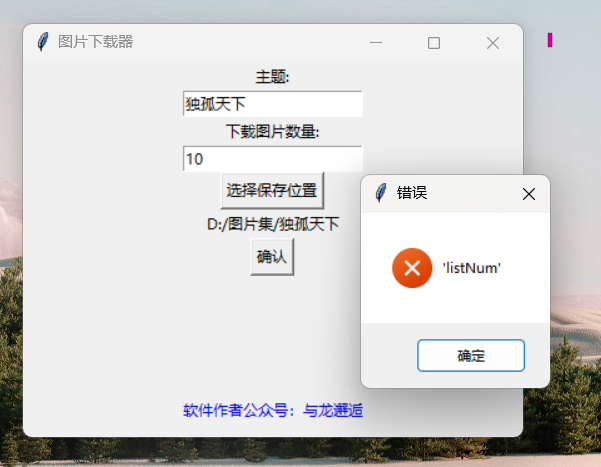 图片下载器
主题:
独孤天下
下载图片数量:
10
选择保存位置
D:/图片集/独孤天下
确认
错误
'listNum'
确定
软件作者公众号：与龙邂逅